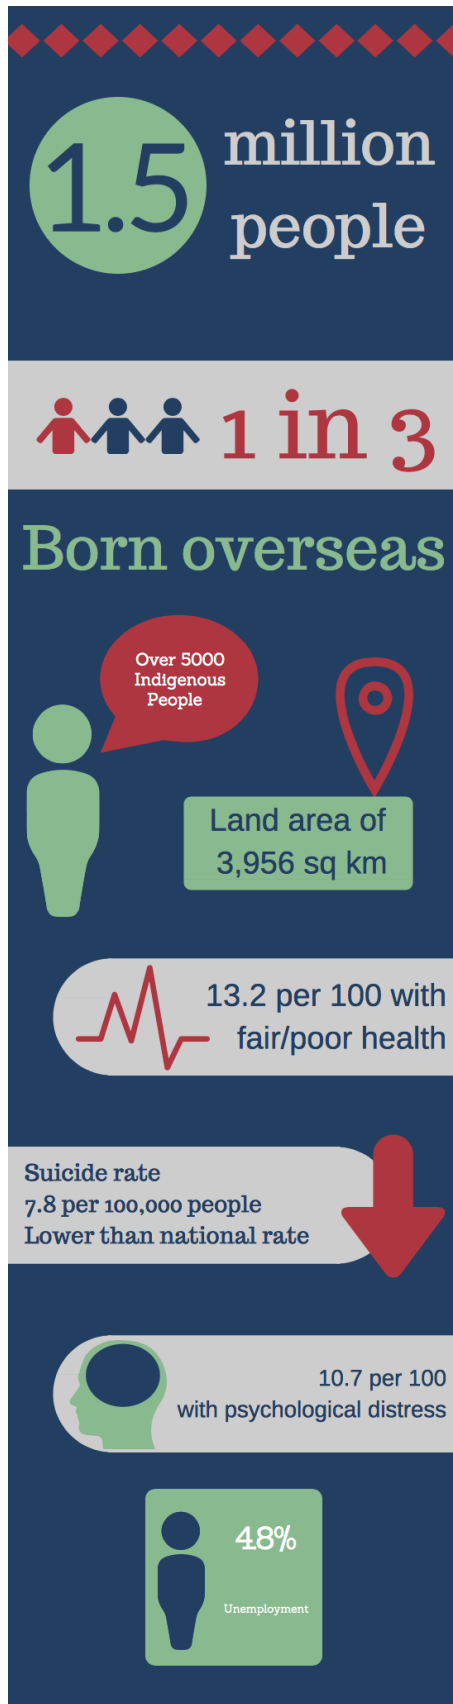 1.5
million
people
1 in 3
Born overseas
Over 5000
Indigenous
People
Land area of
3,956 sq km
13.2 per 100 with
fair/poor health
Suicide rate
7.8 per 100,000 people
Lower than national rate
10.7 per 100
with psychological distress
4.8%
Unemployment